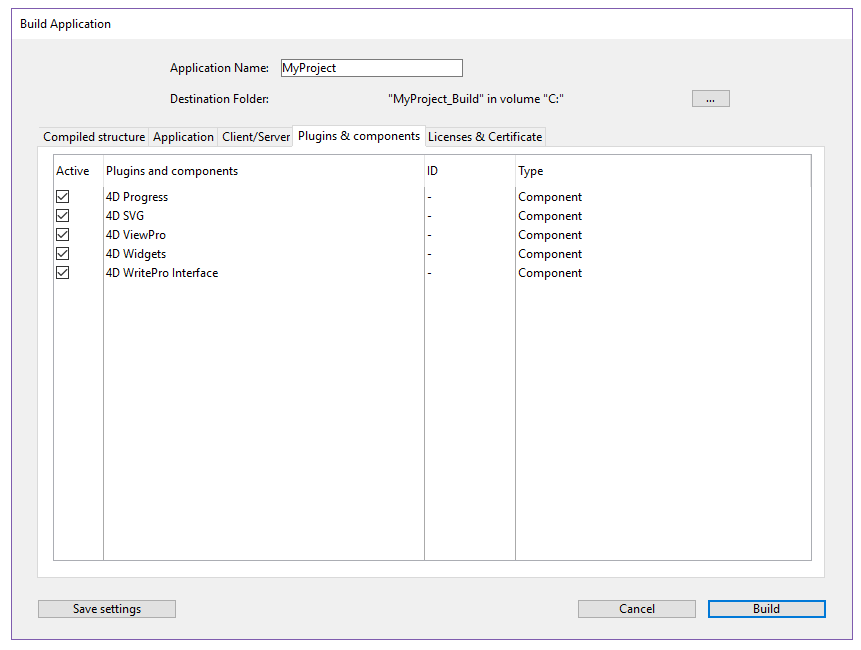 Build Application
Application Name: MyProject
Destination Folder: "MyProject_Build" in volume "C:" ...
Compiled structure Application Client/Server Plugins & components Licenses & Certificate
Active Plugins and components ID Type
4D Progress - Component
4D SVG - Component
4D ViewPro - Component
4D Widgets - Component
4D WritePro Interface - Component
Save settings Cancel Build